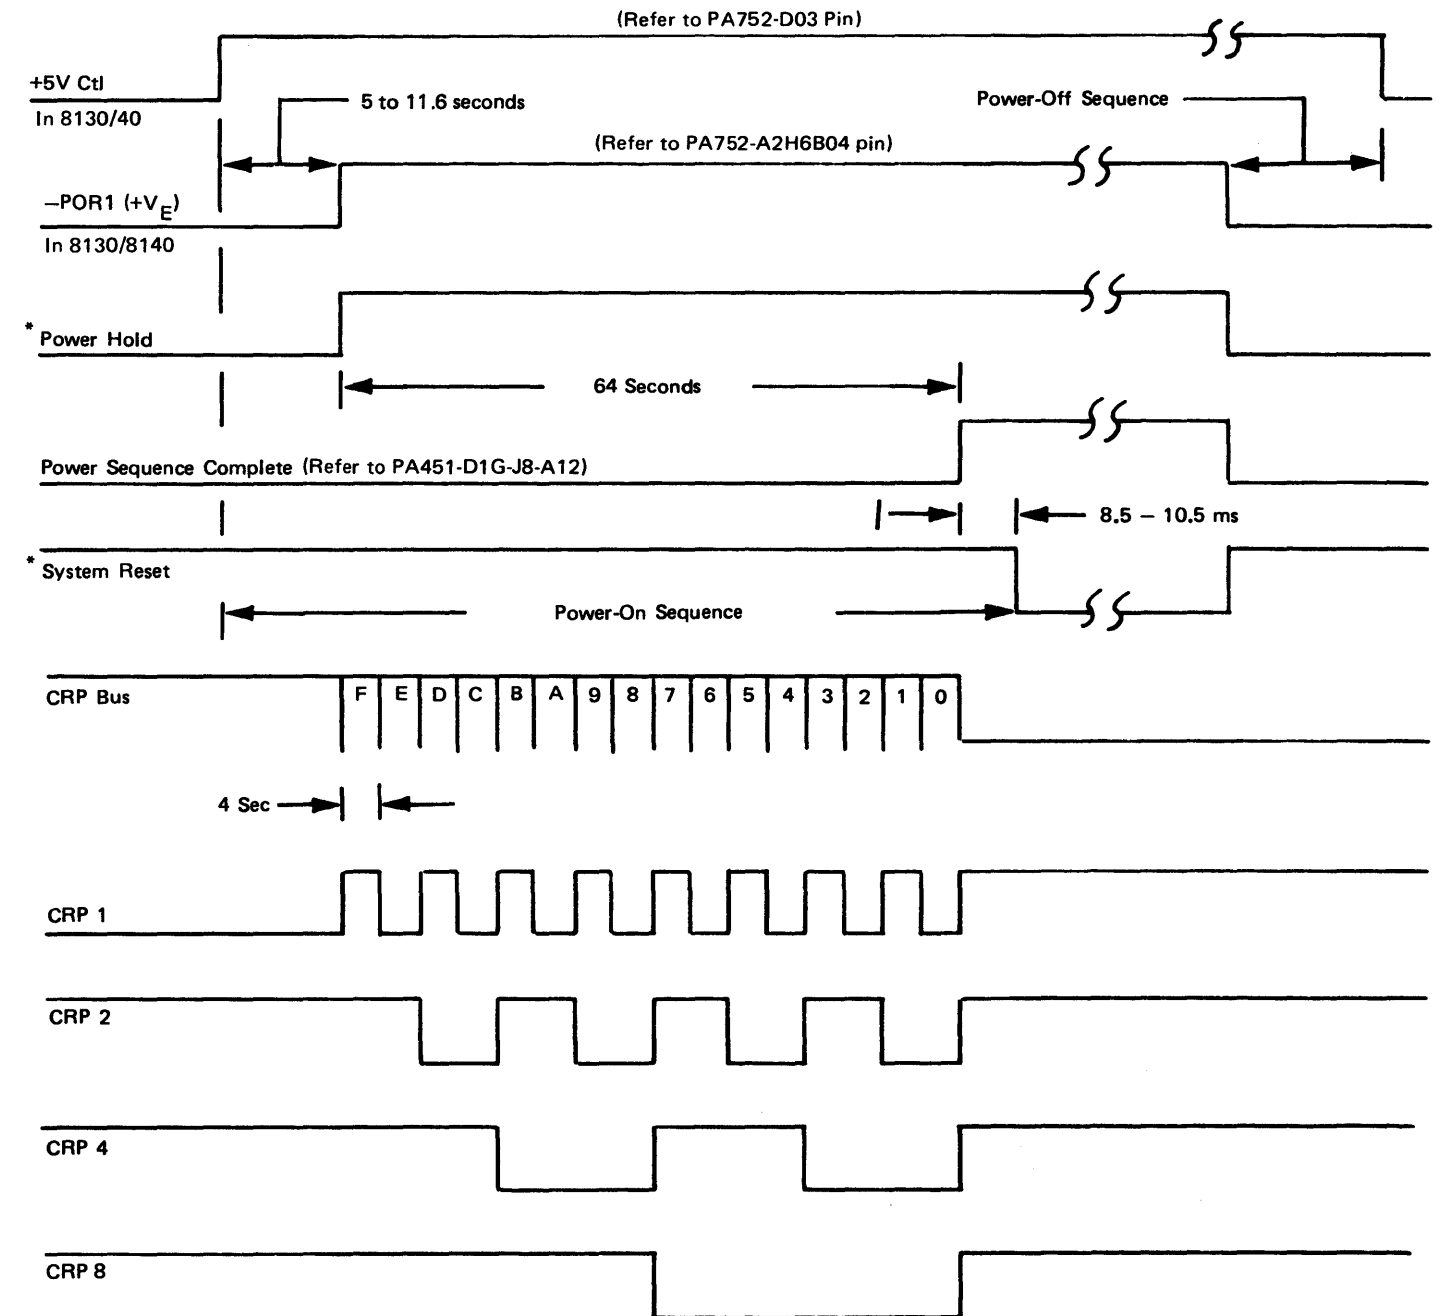 (Refer to PA752-D03 Pin)
+5V Ctl
In 8130/40
5 to 11.6 seconds
Power-Off Sequence
(Refer to PA752-A2H6B04 pin)
—POR1 (+VE)
In 8130/8140
* Power Hold
64 Seconds
Power Sequence Complete (Refer to PA451-D1G-J8-A12)
8.5 – 10.5 ms
* System Reset
Power-On Sequence
CRP Bus
F E D C B A 9 8 7 6 5 4 3 2 1 0
4 Sec
CRP 1
CRP 2
CRP 4
CRP 8